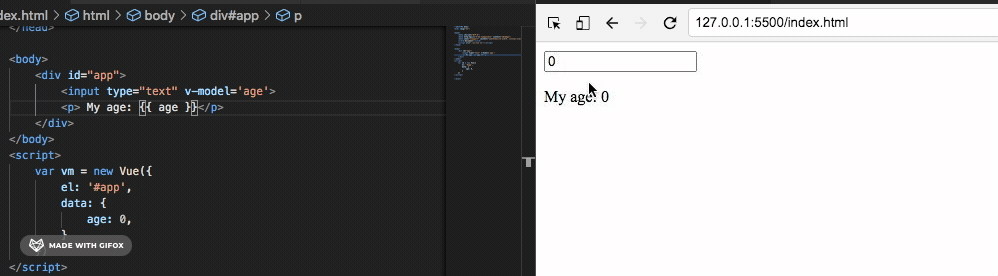 dex.html > html > body > div#app > p
</head>
<body>
<div id="app">
<input type="text" v-model='age'>
<p> My age: {{ age }}</p>
</div>
</body>
<script>
var vm = new Vue({
el: '#app',
data: {
age: 0,
}
MADE WITH GIFOX
</script>
127.0.0.1:5500/index.html
0
My age: 0